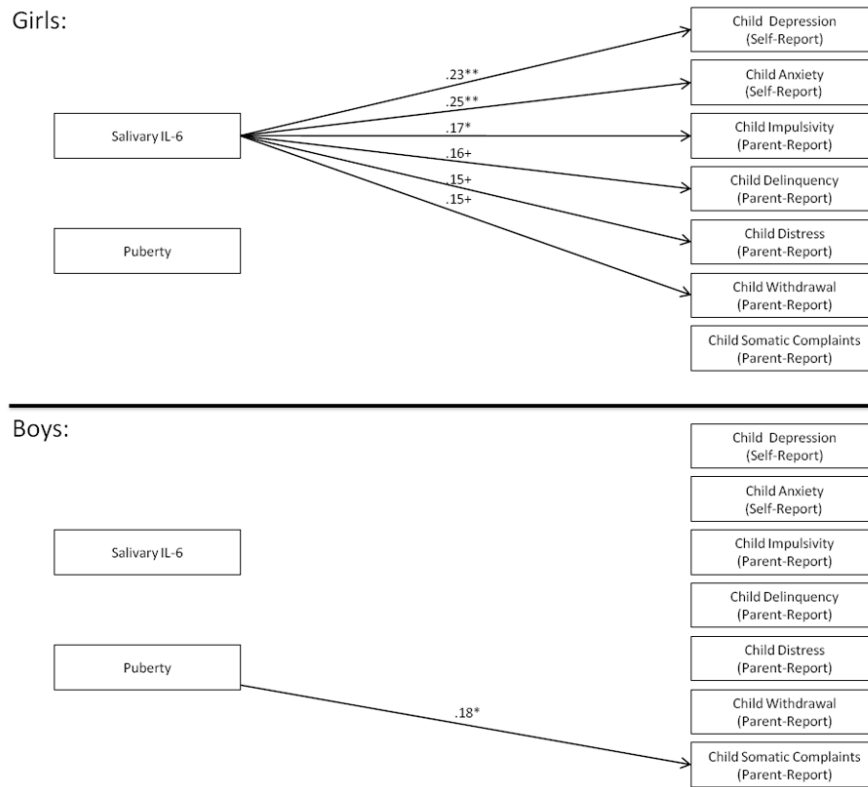 Girls:
Child Depression
(Self-Report)
.23**
Child Anxiety
(Self-Report)
.25**
Salivary IL-6
.17*
Child Impulsivity
(Parent-Report)
.16+
Child Delinquency
(Parent-Report)
.15+
.15+
Puberty
Child Distress
(Parent-Report)
Child Withdrawal
(Parent-Report)
Child Somatic Complaints
(Parent-Report)
Boys:
Child Depression
(Self-Report)
Child Anxiety
(Self-Report)
Salivary IL-6
Child Impulsivity
(Parent-Report)
Child Delinquency
(Parent-Report)
Puberty
Child Distress
(Parent-Report)
.18*
Child Withdrawal
(Parent-Report)
Child Somatic Complaints
(Parent-Report)